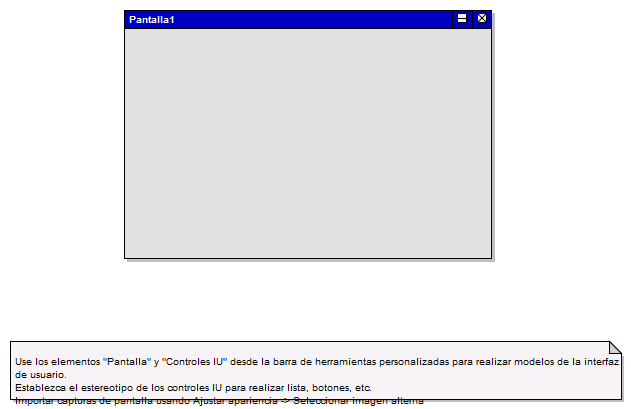 Pantalla1
Use los elementos "Pantalla" y "Controles IU" desde la barra de herramientas personalizadas para realizar modelos de la interfaz
de usuario.
Establezca el estereotipo de los controles IU para realizar lista, botones, etc.
Importar capturas de pantalla usando Ajustar apariencia -> Seleccionar imagen alterna